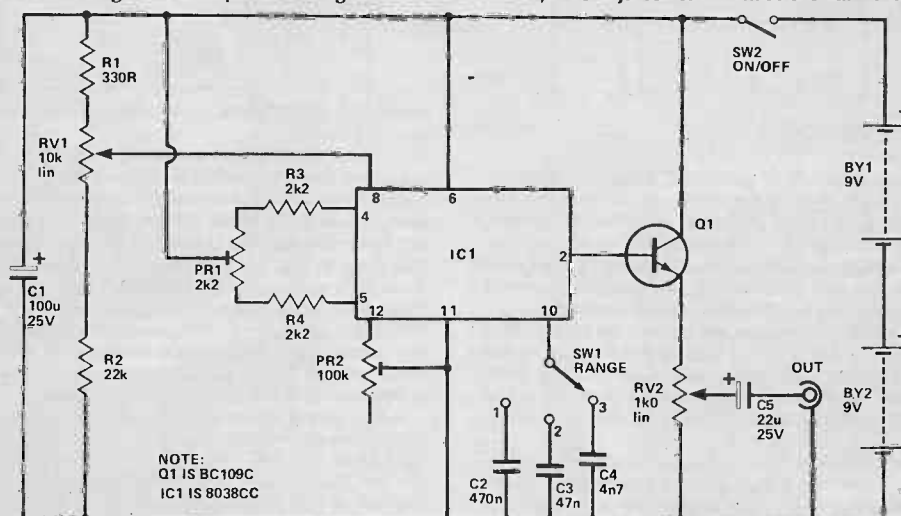 R1
330R
RV1
10k
lin
C1
100u
25V
+
R2
22k
R3
2k2
PR1
2k2
R4
2k2
PR2
100k
8
6
4
5
12
11
10
2
IC1
Q1
SW2
ON/OFF
BY1
9V
BY2
9V
SW1
RANGE
1
2
3
C2
470n
C3
47n
C4
4n7
RV2
1k0
lin
+
C5
22u
25V
OUT
NOTE:
Q1 IS BC109C
IC1 IS 8038CC